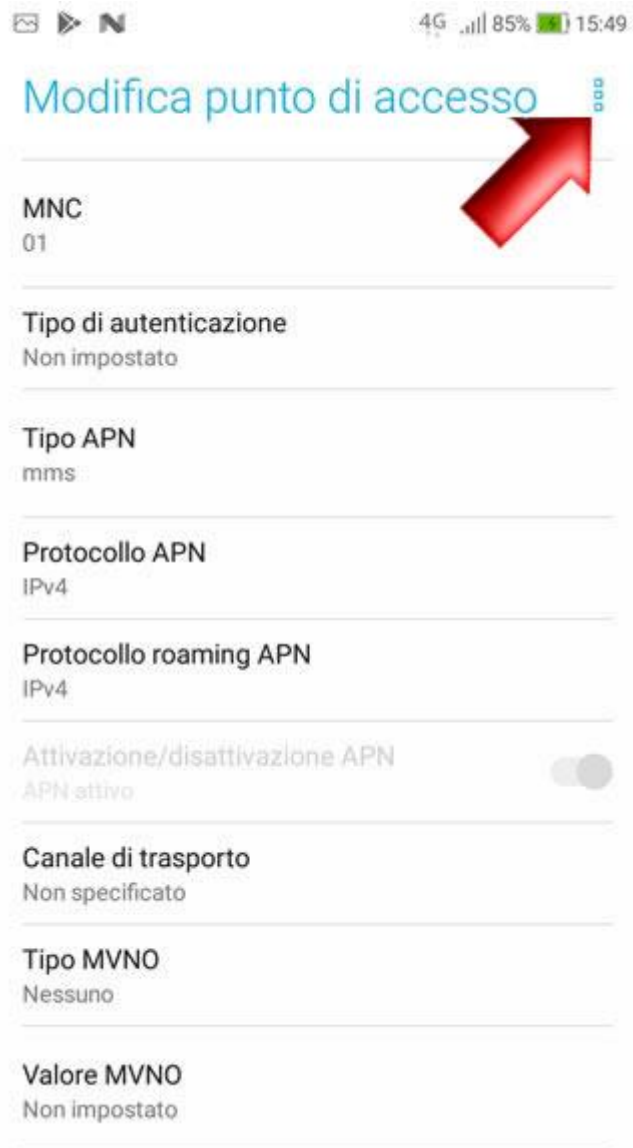 4G 85% 15:49
Modifica punto di accesso
MNC
01
Tipo di autenticazione
Non impostato
Tipo APN
mms
Protocollo APN
IPv4
Protocollo roaming APN
IPv4
Attivazione/disattivazione APN
APN attivo
Canale di trasporto
Non specificato
Tipo MVNO
Nessuno
Valore MVNO
Non impostato